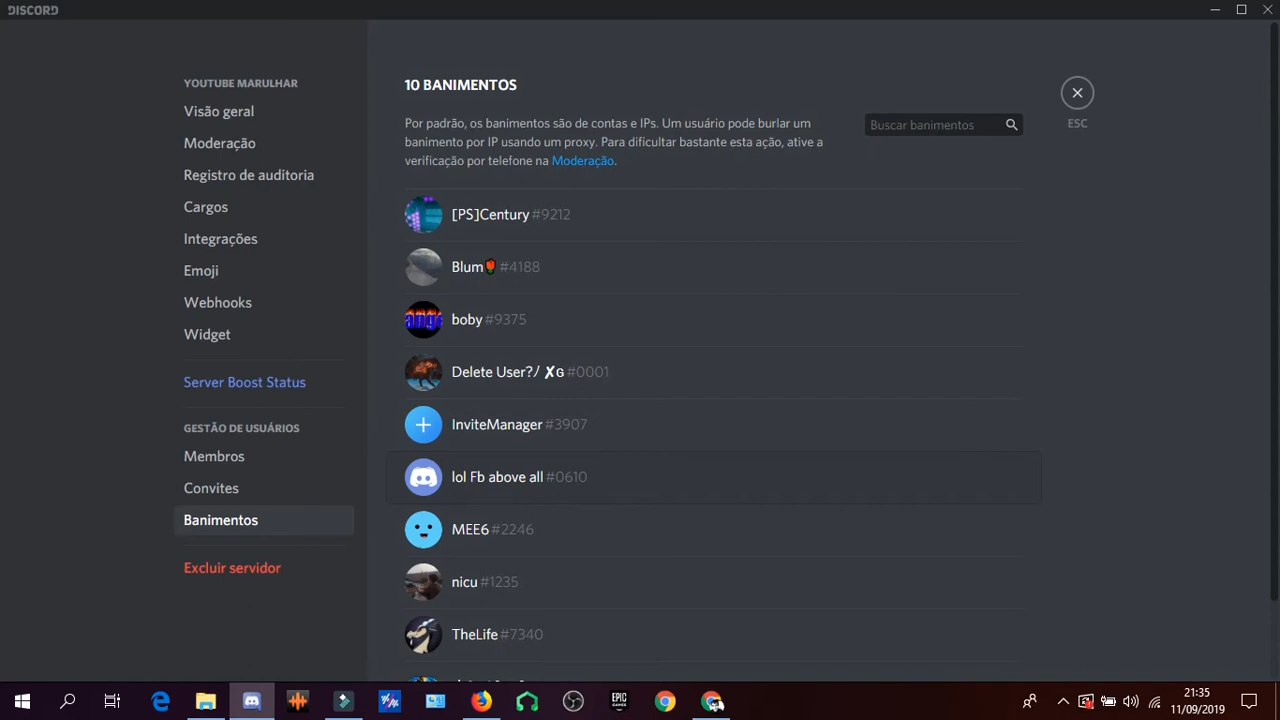 DISCORD
YOUTUBE MARULHAR
Visão geral
Moderação
Registro de auditoria
Cargos
Integrações
Emoji
Webhooks
Widget
Server Boost Status
GESTÃO DE USUÁRIOS
Membros
Convites
Banimentos
Excluir servidor
10 BANIMENTOS
Por padrão, os banimentos são de contas e IPs. Um usuário pode burlar um
banimento por IP usando um proxy. Para dificultar bastante esta ação, ative a
verificação por telefone na Moderação.
Buscar banimentos
ESC
[PS]Century #9212
Blum🌹 #4188
boby #9375
Delete User?/ ✗ɢ #0001
InviteManager #3907
lol Fb above all #0610
MEE6 #2246
nicu #1235
TheLife #7340
EPIC
GAMES
21:35
11/09/2019